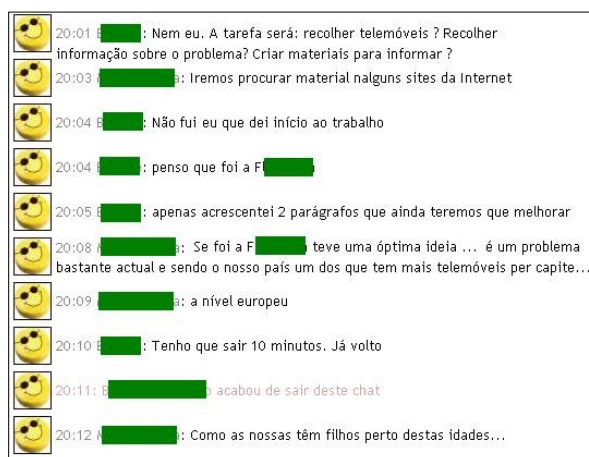 20:01 E : Nem eu. A tarefa será: recolher telemóveis ? Recolher
informação sobre o problema? Criar materiais para informar ?
20:03 M a: Iremos procurar material nalguns sites da Internet
20:04 E : Não fui eu que dei início ao trabalho
20:04 E : penso que foi a Fl
20:05 E : apenas acrescentei 2 parágrafos que ainda teremos que melhorar
20:08 M a: Se foi a F teve uma óptima ideia ... é um problema
bastante actual e sendo o nosso país um dos que tem mais telemóveis per capite...
20:09 M a: a nível europeu
20:10 E : Tenho que sair 10 minutos. Já volto
20:11: E o acabou de sair deste chat
20:12 M a: Como as nossas têm filhos perto destas idades...